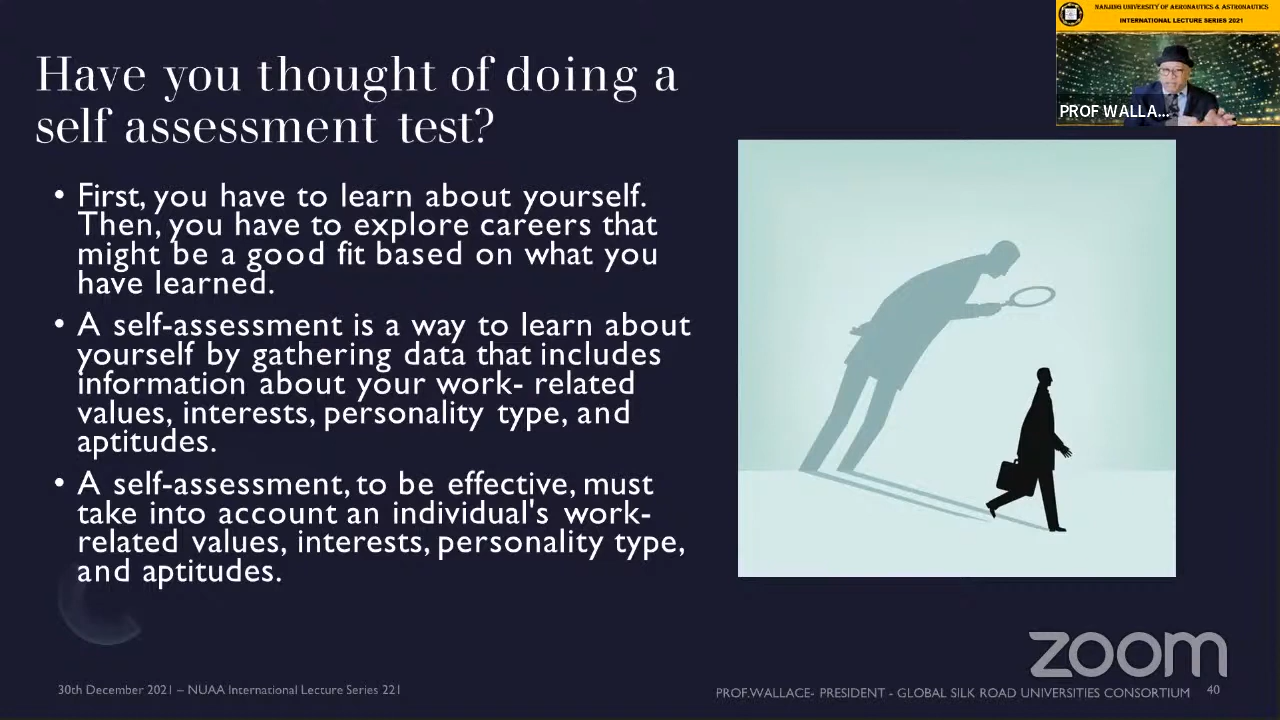 NANJING UNIVERSITY OF AERONAUTICS & ASTRONAUTICS
INTERNATIONAL LECTURE SERIES 2021
PROF WALLA...
Have you thought of doing a
self assessment test?
• First, you have to learn about yourself.
Then, you have to explore careers that
might be a good fit based on what you
have learned.
• A self-assessment is a way to learn about
yourself by gathering data that includes
information about your work- related
values, interests, personality type, and
aptitudes.
• A self-assessment, to be effective, must
take into account an individual's work-
related values, interests, personality type,
and aptitudes.
zoom
30th December 2021 – NUAA International Lecture Series 221
PROF.WALLACE- PRESIDENT - GLOBAL SILK ROAD UNIVERSITIES CONSORTIUM 40